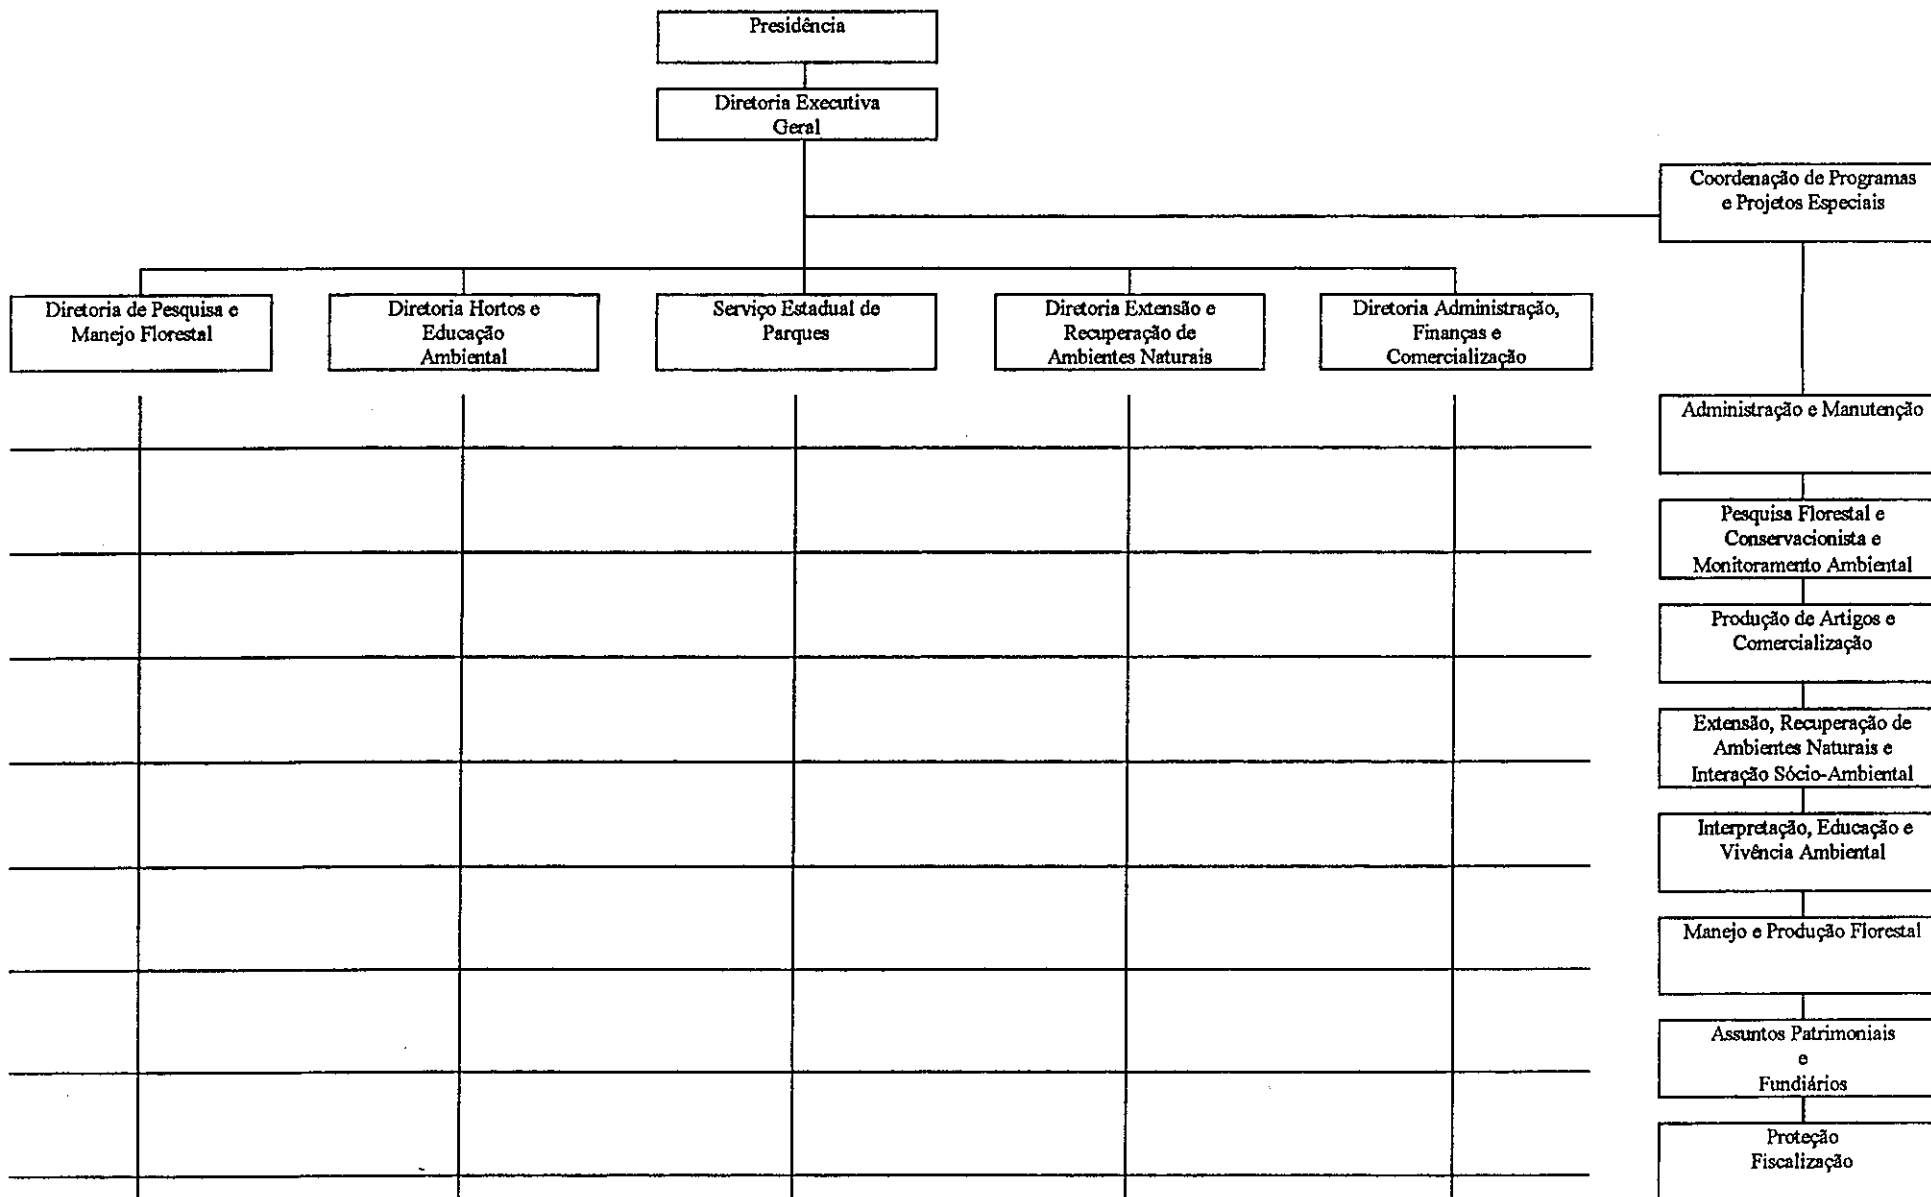 Presidência
Diretoria Executiva
Geral
Coordenação de Programas
e Projetos Especiais
Diretoria de Pesquisa e
Manejo Florestal
Diretoria Hortos e
Educação
Ambiental
Serviço Estadual de
Parques
Diretoria Extensão e
Recuperação de
Ambientes Naturais
Diretoria Administração,
Finanças e
Comercialização
Administração e Manutenção
Pesquisa Florestal e
Conservacionista e
Monitoramento Ambiental
Produção de Artigos e
Comercialização
Extensão, Recuperação de
Ambientes Naturais e
Interação Sócio-Ambiental
Interpretação, Educação e
Vivência Ambiental
Manejo e Produção Florestal
Assuntos Patrimoniais
e
Fundiários
Proteção
Fiscalização